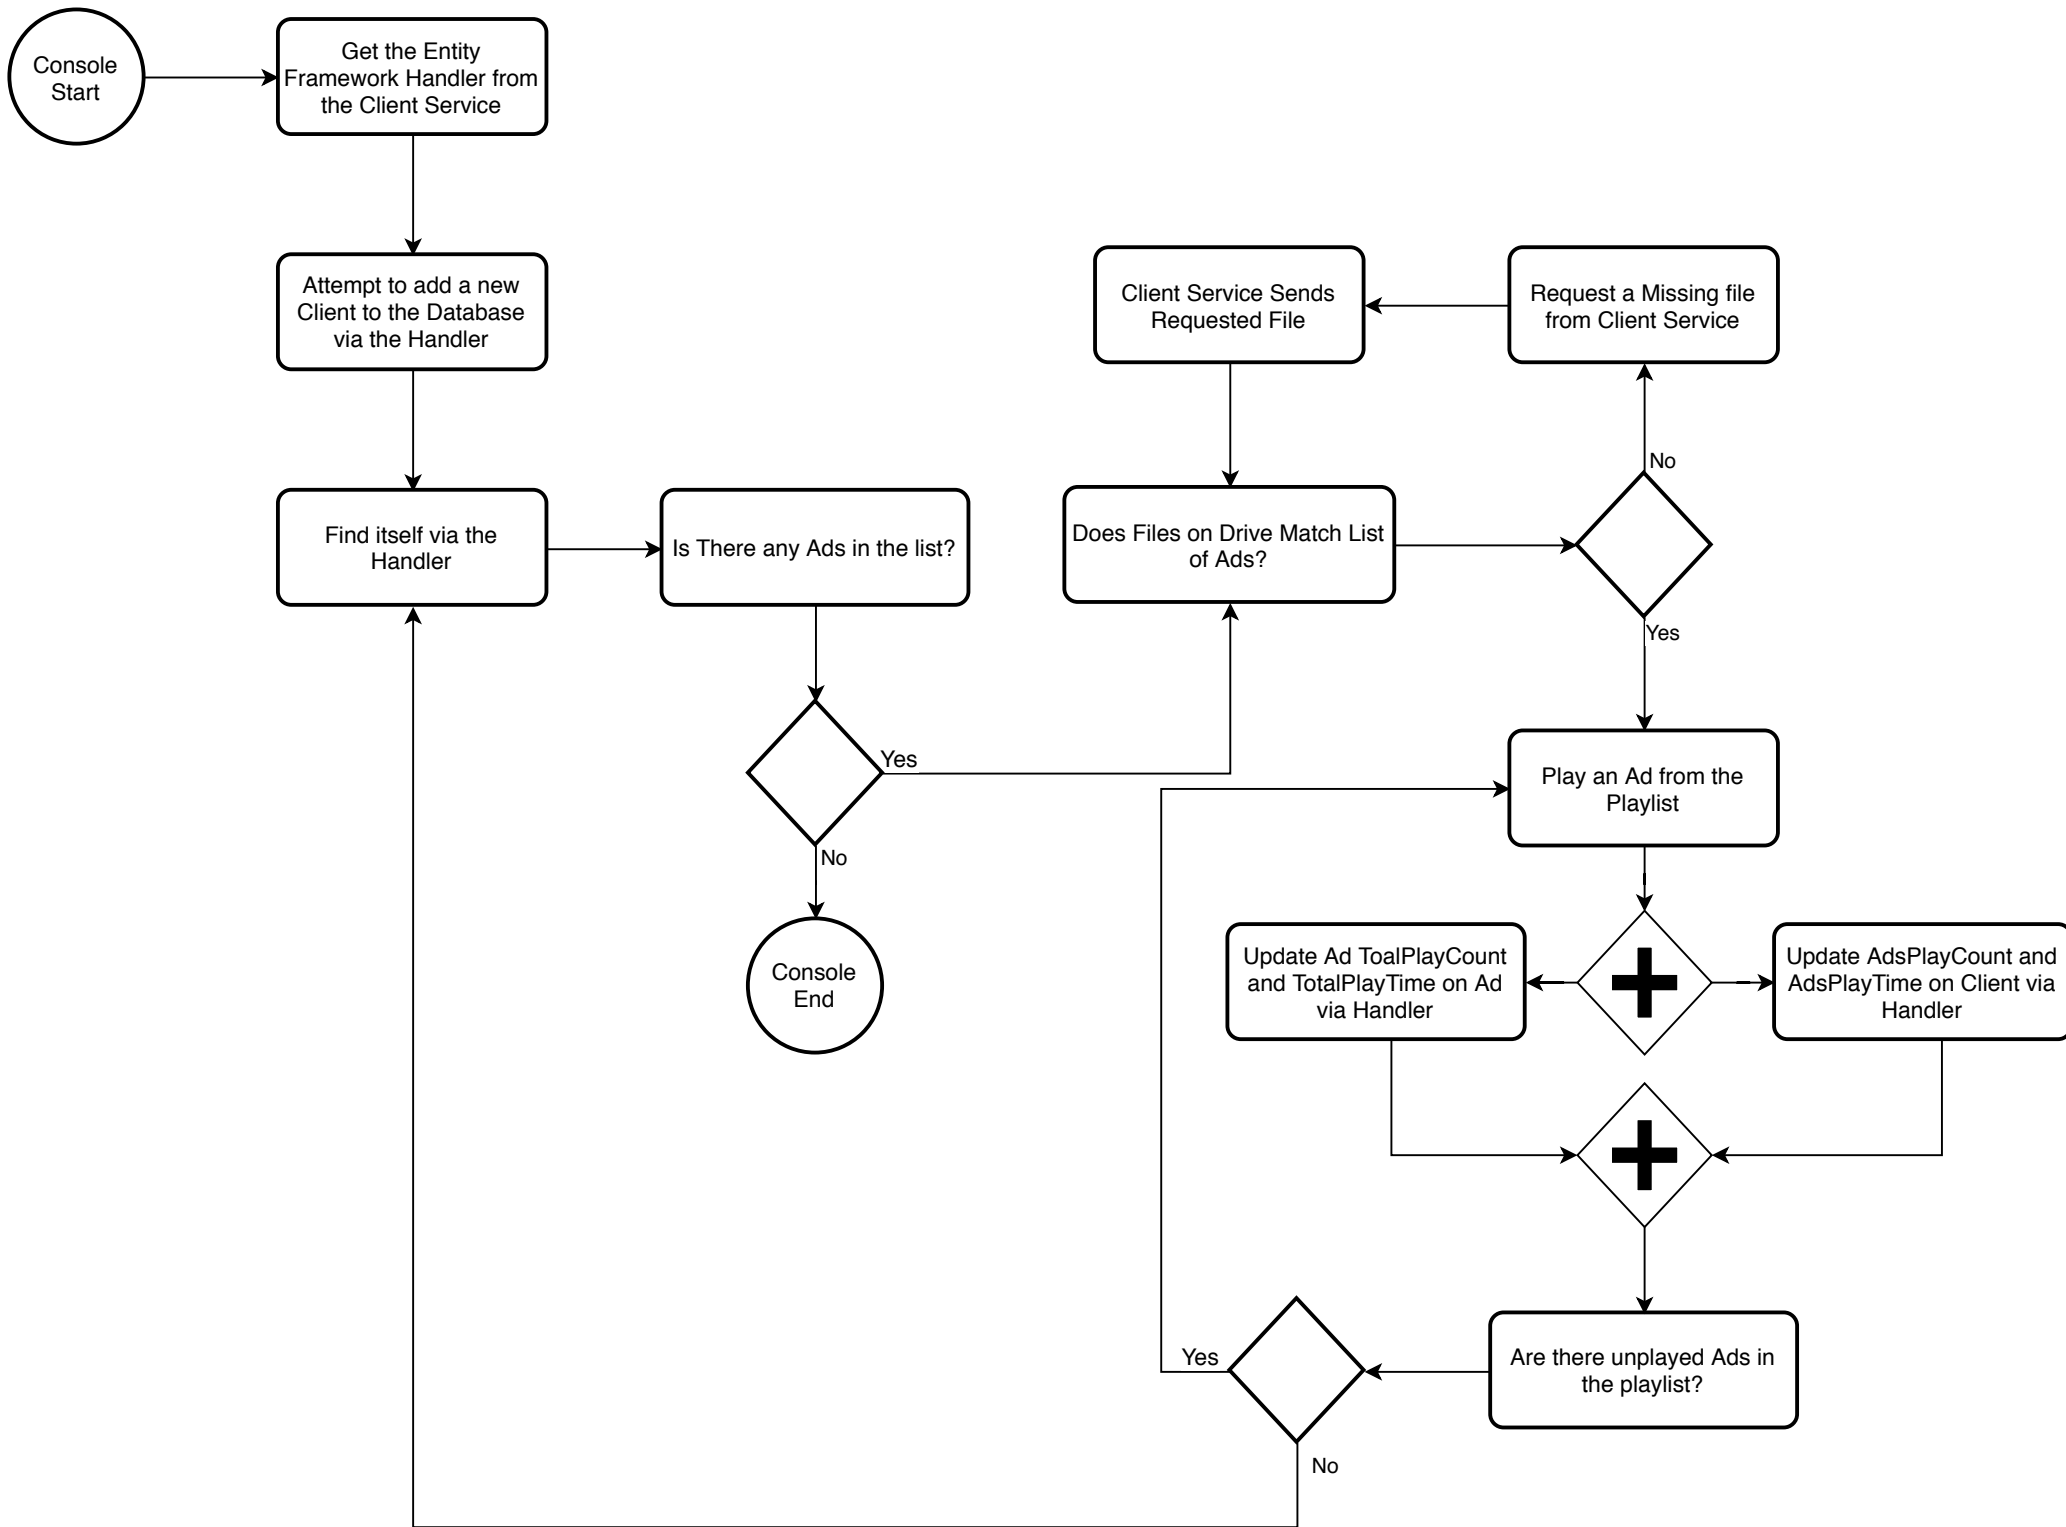 Console
Start
Get the Entity
Framework Handler from
the Client Service
Attempt to add a new
Client to the Database
via the Handler
Find itself via the
Handler
Is There any Ads in the list?
Yes
No
Console
End
Client Service Sends
Requested File
Request a Missing file
from Client Service
Does Files on Drive Match List
of Ads?
No
Yes
Play an Ad from the
Playlist
Update Ad ToalPlayCount
and TotalPlayTime on Ad
via Handler
Update AdsPlayCount and
AdsPlayTime on Client via
Handler
Are there unplayed Ads in
the playlist?
Yes
No